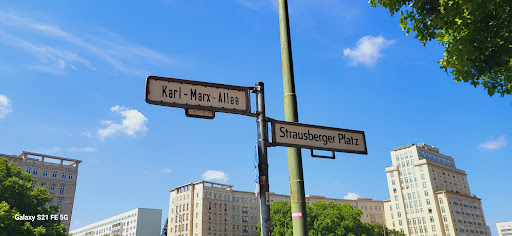 Karl-Marx-Allee
Strausberger Platz
Galaxy S21 FE 5G